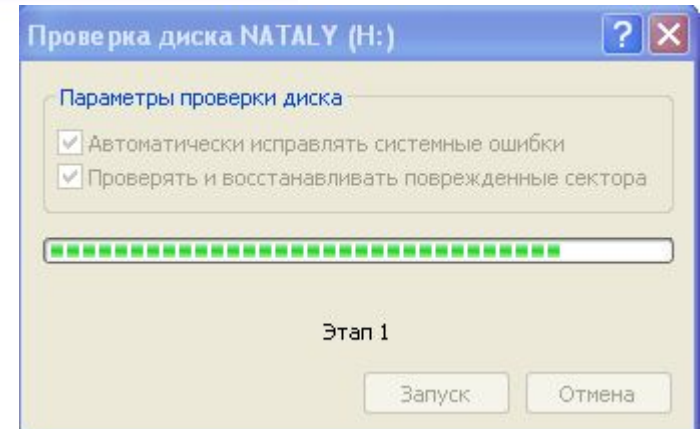 Проверка диска NATALY (H:)
Параметры проверки диска
Автоматически исправлять системные ошибки
Проверять и восстанавливать поврежденные сектора
Этап 1
Запуск Отмена